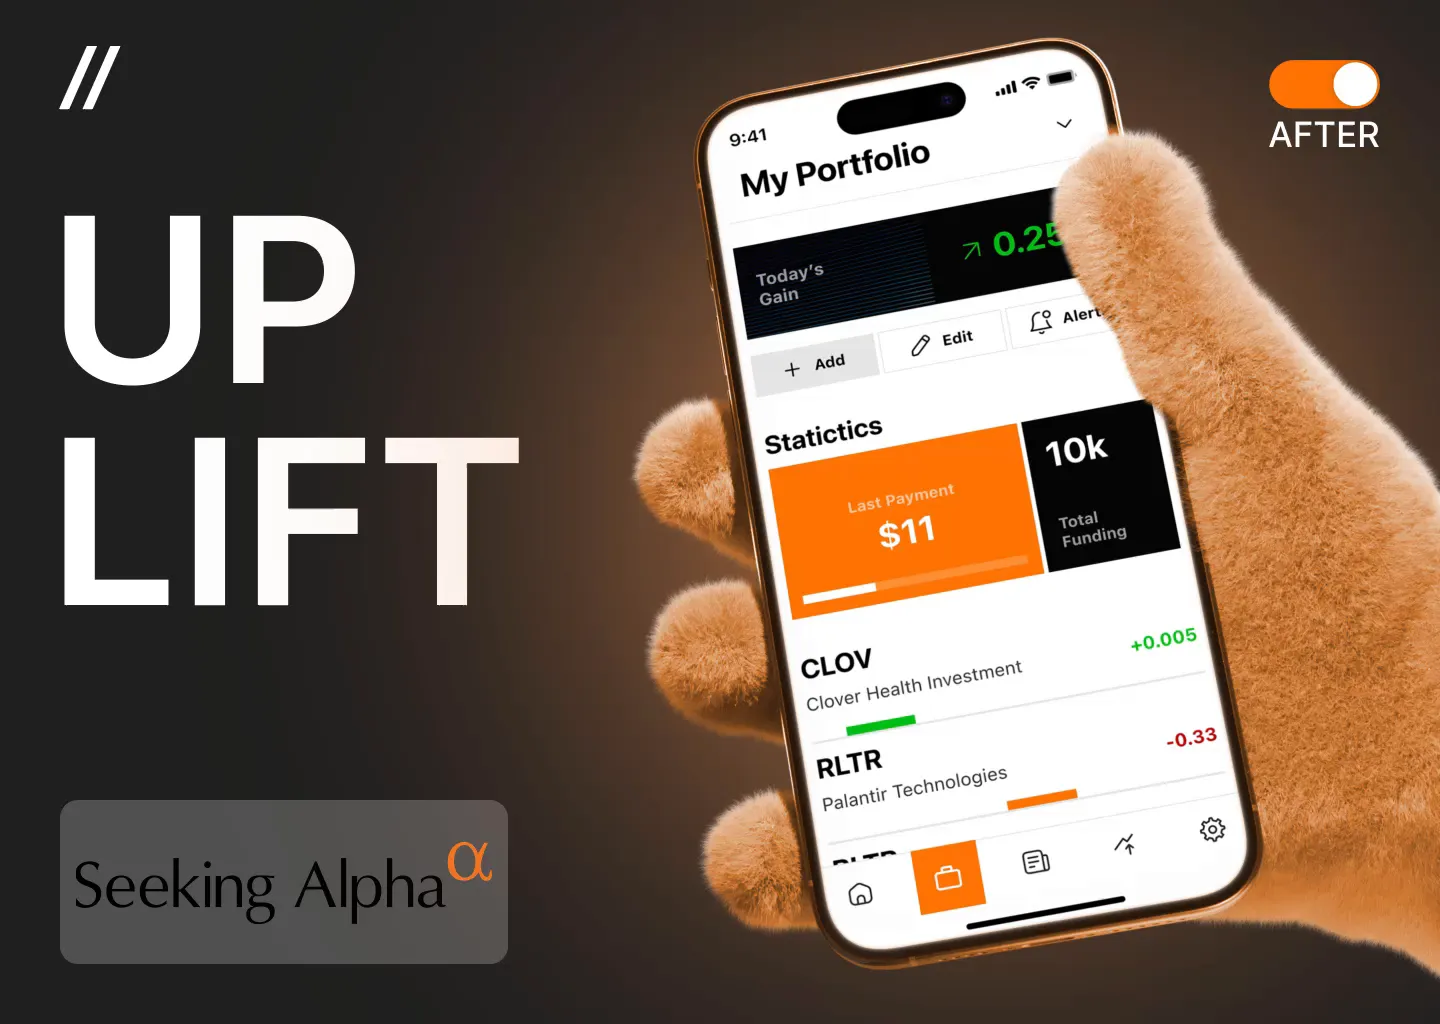 //
AFTER
UP
LIFT
Seeking Alpha α
9:41
My Portfolio
Today's
Gain
0.25
Add
Edit
Alert
Statictics
Last Payment
$11
10k
Total
Funding
CLOV
Clover Health Investment
+0.005
RLTR
Palantir Technologies
-0.33